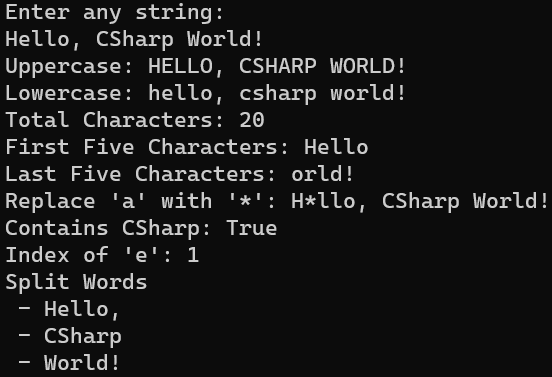 Enter any string:
Hello, CSharp World!
Uppercase: HELLO, CSHARP WORLD!
Lowercase: hello, csharp world!
Total Characters: 20
First Five Characters: Hello
Last Five Characters: orld!
Replace 'a' with '*': H*llo, CSharp World!
Contains CSharp: True
Index of 'e': 1
Split Words
 - Hello,
 - CSharp
 - World!